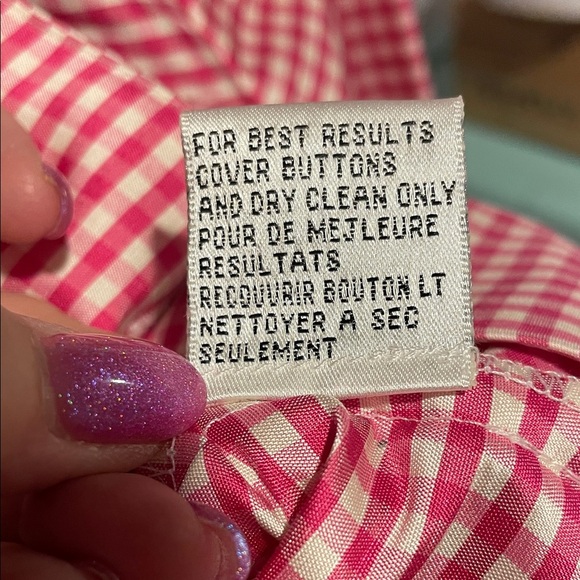 FOR BEST RESULTS
COVER BUTTONS
AND DRY CLEAN ONLY
POUR DE MEJLEURE
RESULTATS
RECOUVRIR BOUTON LT
NETTOYER A SEC
SEULEMENT